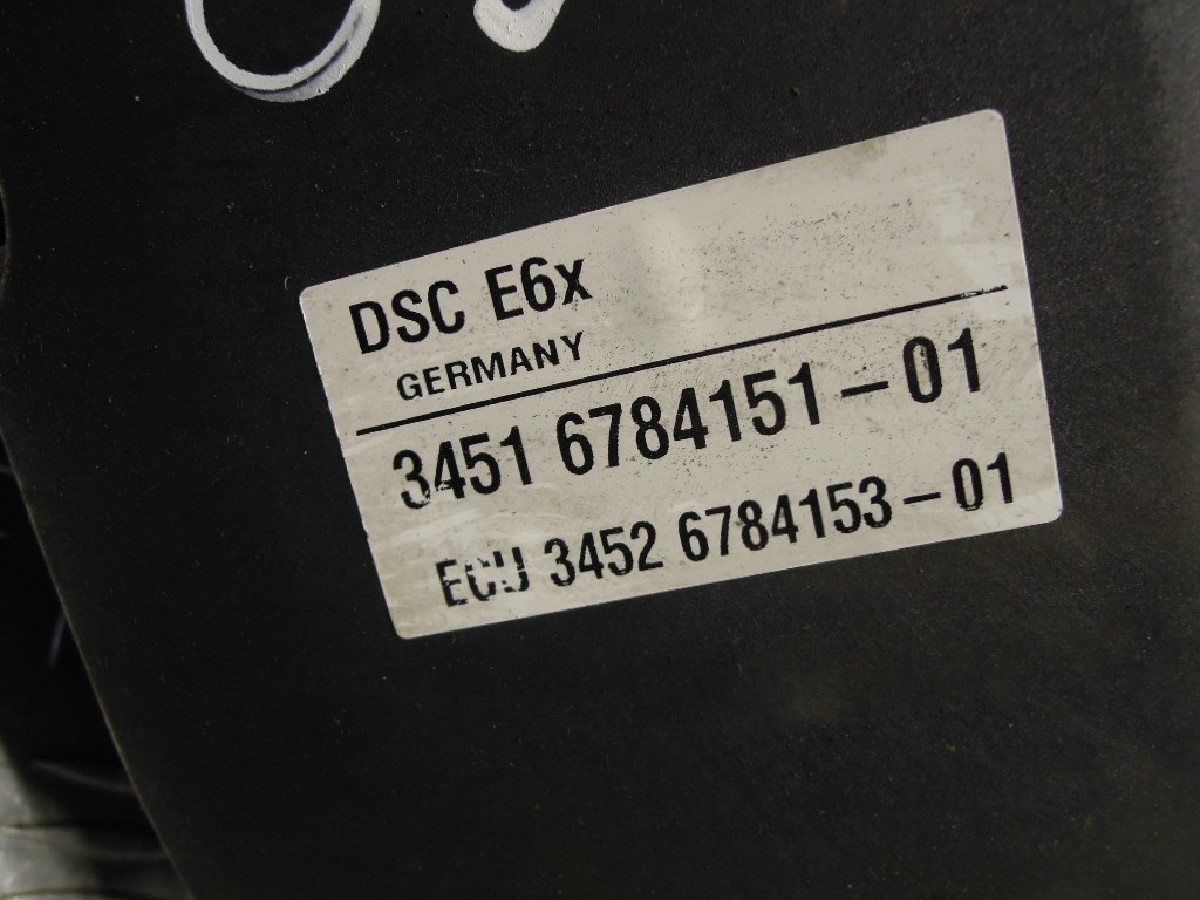 DSC E6x
GERMANY
3451 6784151-01
ECU 3452 6784153-01